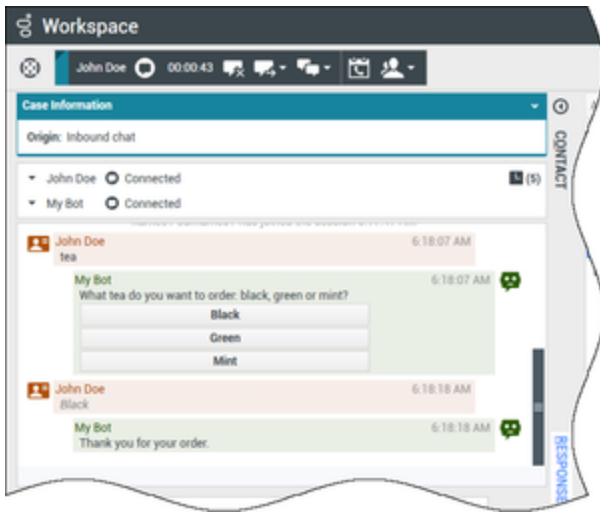 Workspace
John Doe 00:00:43
Case Information
Origin: Inbound chat
John Doe Connected
(5)
My Bot Connected
CONTACT
John Doe 6:18:07 AM
tea
My Bot 6:18:07 AM
What tea do you want to order: black, green or mint?
Black
Green
Mint
John Doe 6:18:18 AM
Black
My Bot 6:18:18 AM
Thank you for your order.
RESPONSE